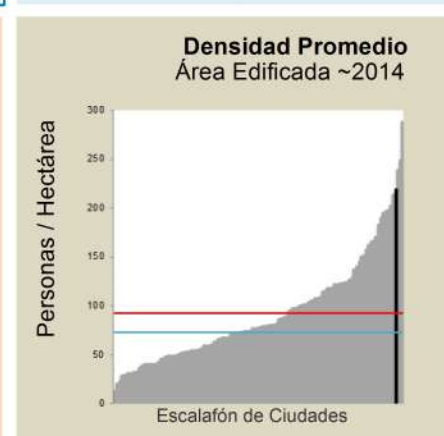 Densidad Promedio
Área Edificada ~2014
Personas / Hectárea
300
250
200
150
100
50
0
Escalafón de Ciudades